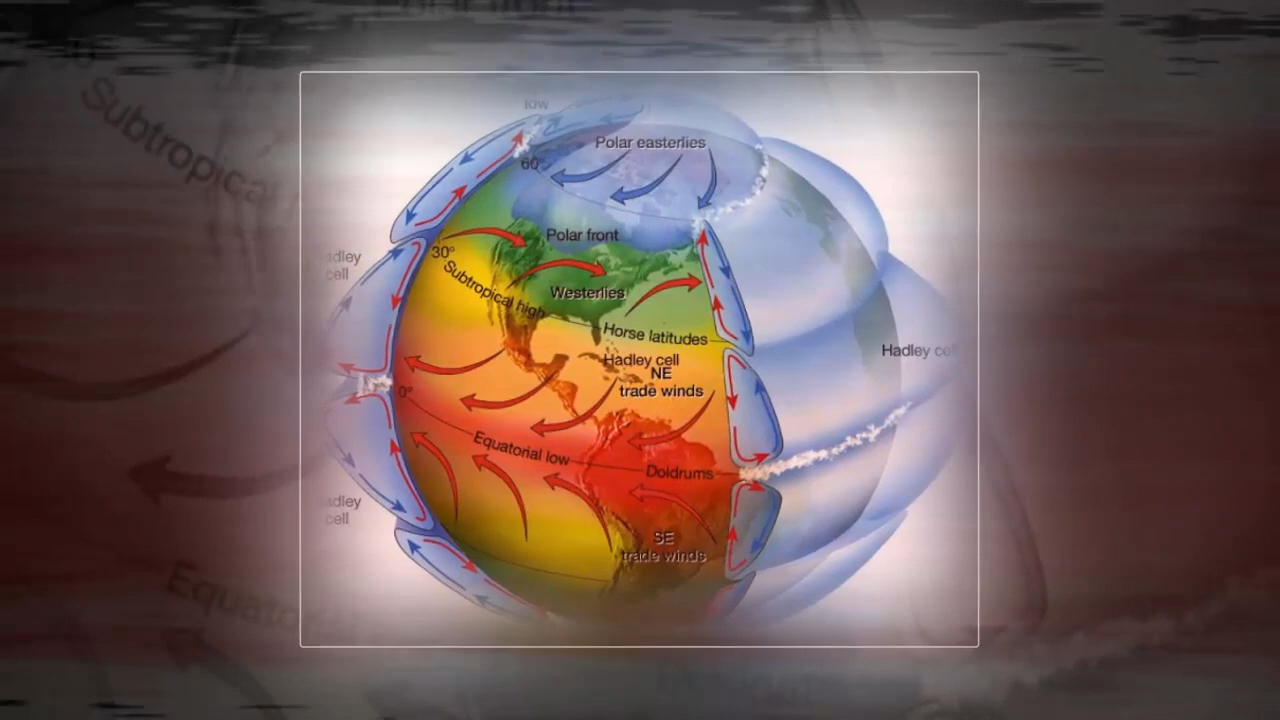 low
Polar easterlies
60°
Polar front
30°
Subtropical high
Westerlies
Horse latitudes
Hadley cell
NE
trade winds
Hadley
cell
0°
Equatorial low
Doldrums
SE
trade winds
Subtropical